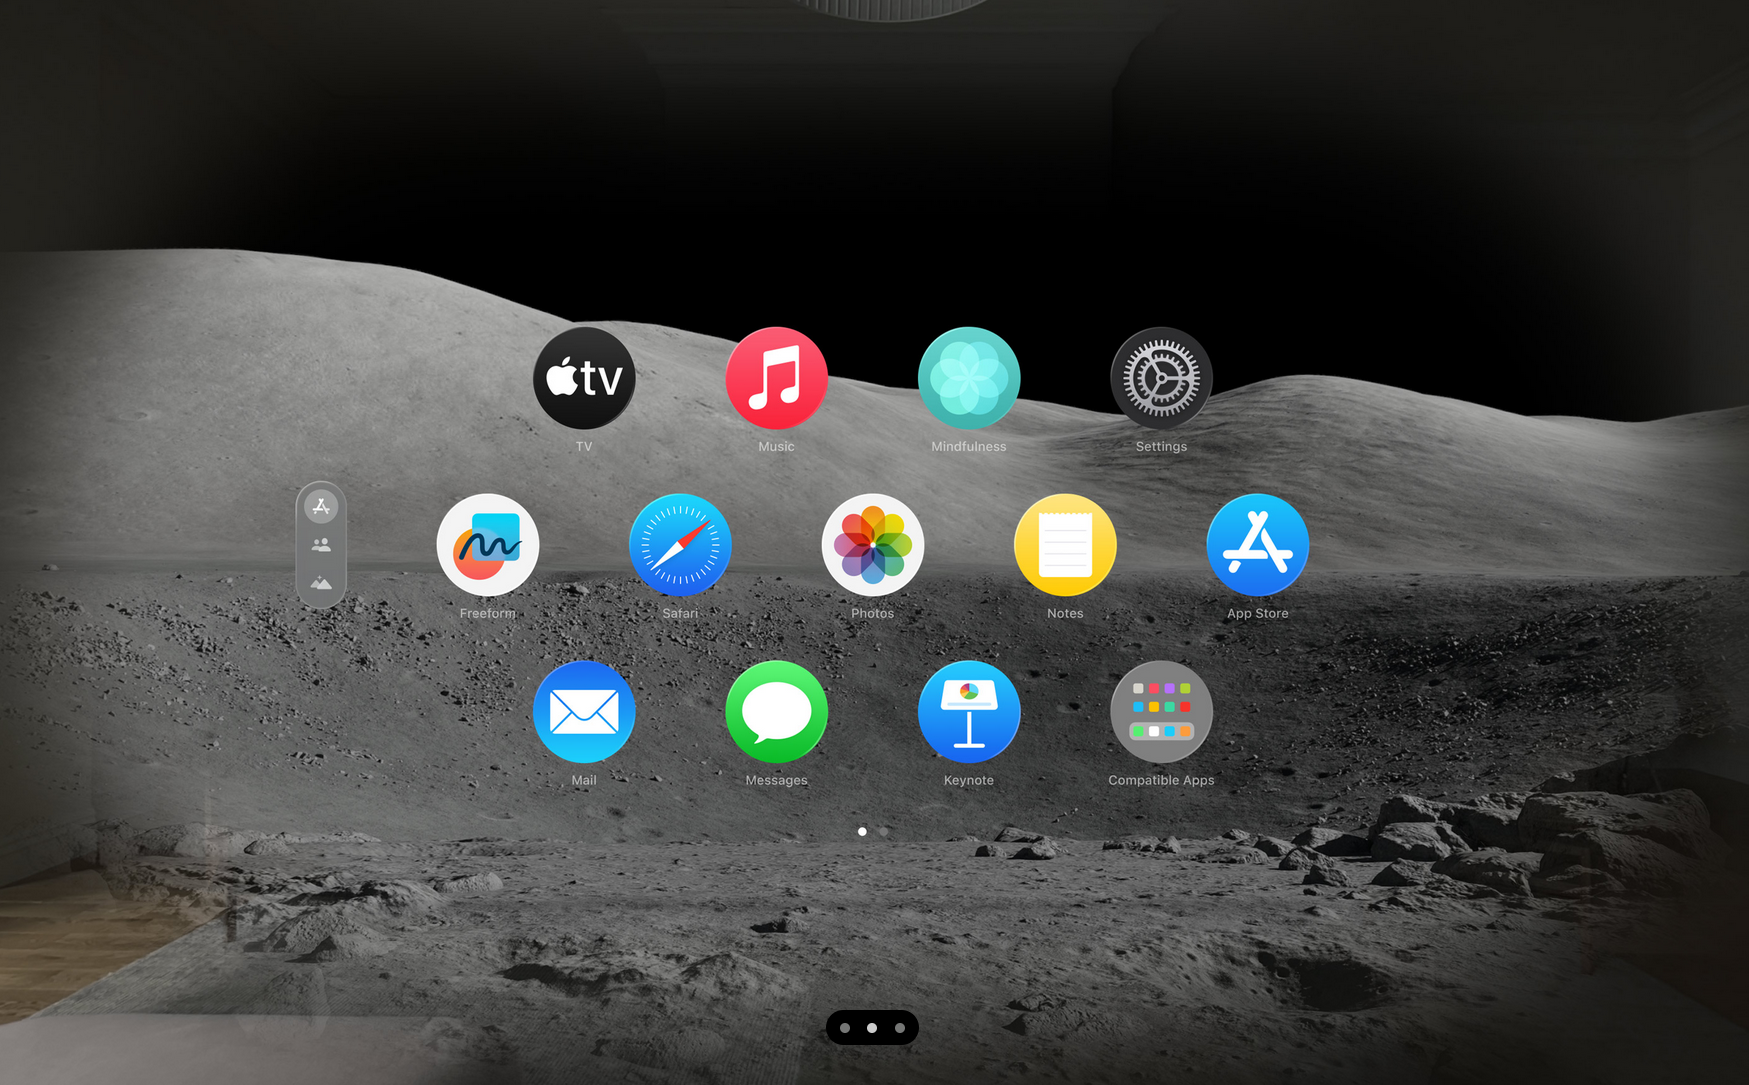 tv
TV
Music
Mindfulness
Settings
Freeform
Safari
Photos
Notes
App Store
Mail
Messages
Keynote
Compatible Apps